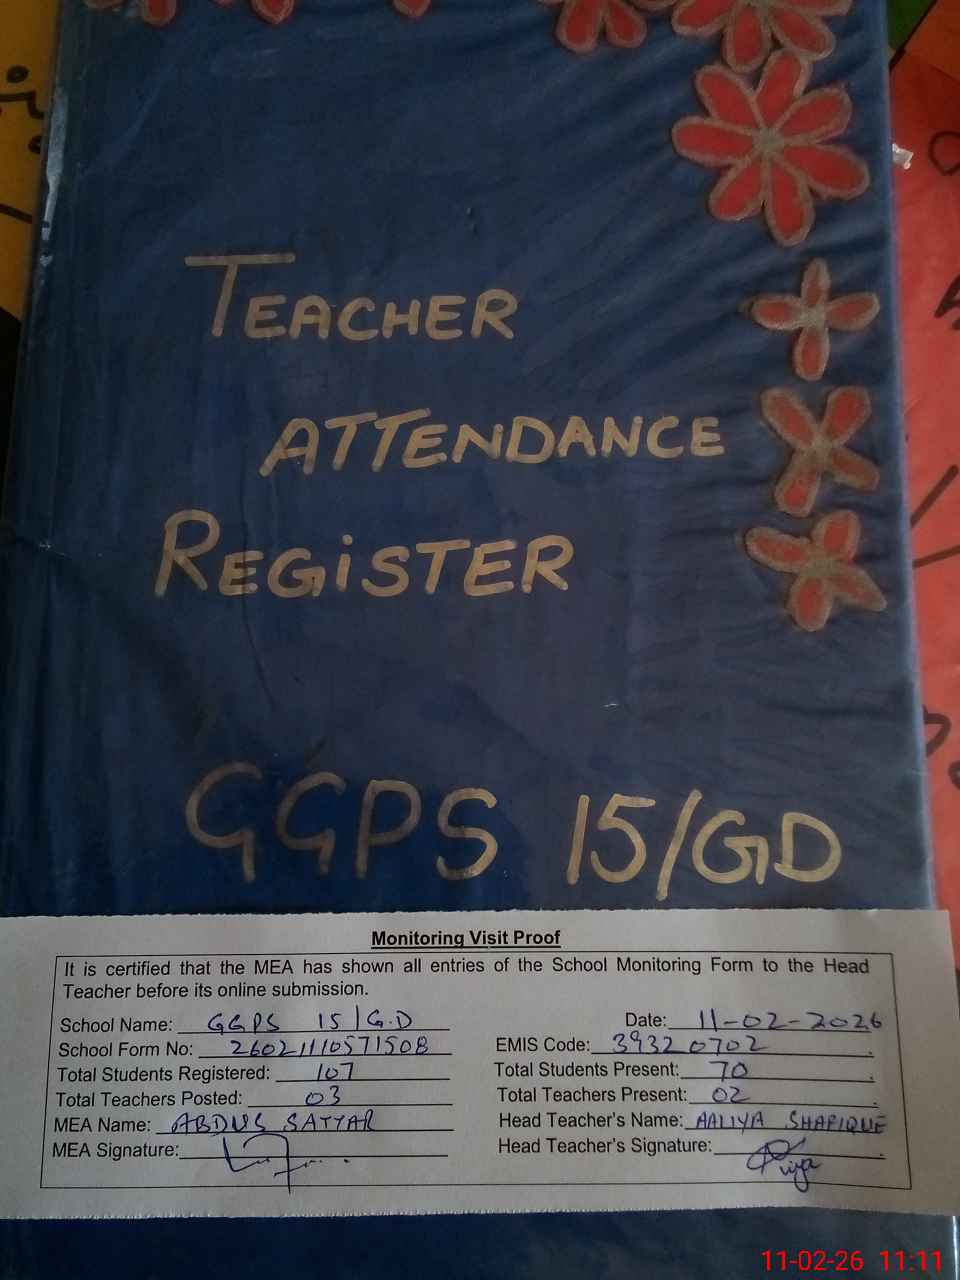 TEACHER
ATTENDANCE
REGiSTER
GGPS 15/GD
Monitoring Visit Proof
It is certified that the MEA has shown all entries of the School Monitoring Form to the Head
Teacher before its online submission.
School Name: GGPS 15/G.D Date: 11-02-2026
School Form No: 26021110571508 EMIS Code: 39320702
Total Students Registered: 107 Total Students Present: 70
Total Teachers Posted: 03 Total Teachers Present: 02
MEA Name: ABDUS SATTAR Head Teacher's Name: AALIYA SHAFIQUE
MEA Signature: Head Teacher's Signature:
11-02-26 11:11